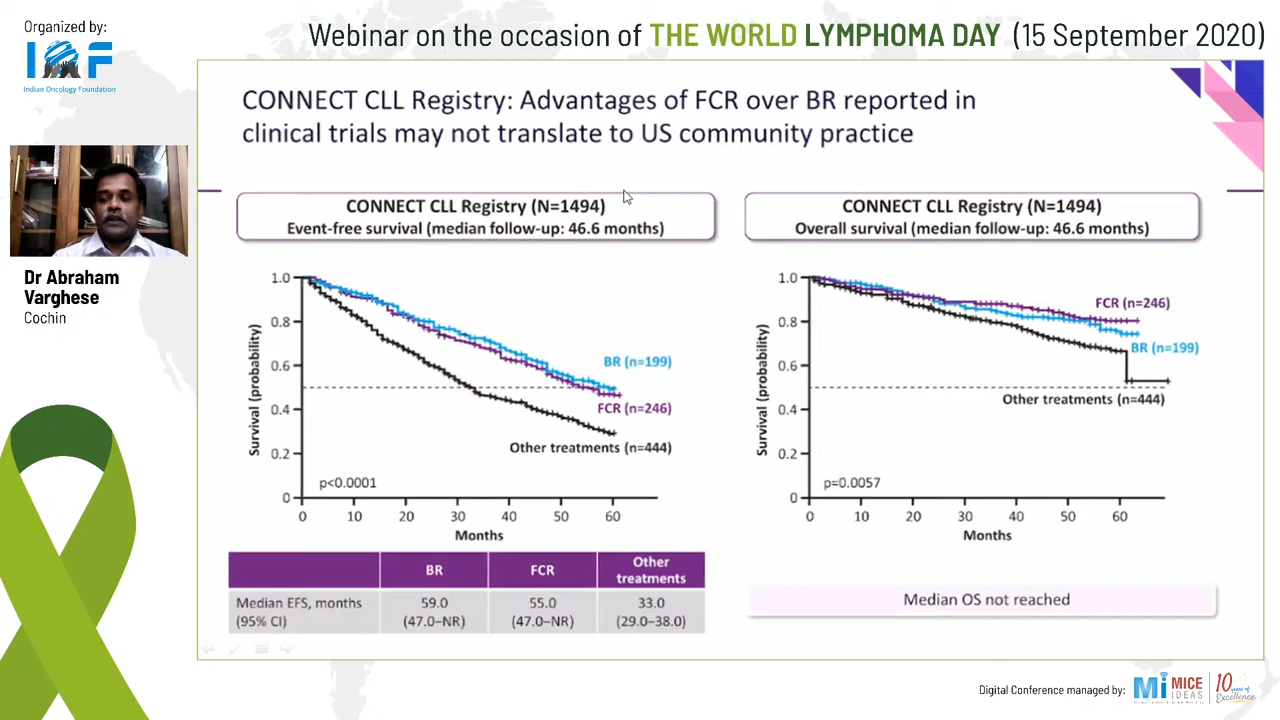 Organized by:
IOF
Indian Oncology Foundation
Webinar on the occasion of THE WORLD LYMPHOMA DAY (15 September 2020)
Dr Abraham
Varghese
Cochin
CONNECT CLL Registry: Advantages of FCR over BR reported in
clinical trials may not translate to US community practice
CONNECT CLL Registry (N=1494)
Event-free survival (median follow-up: 46.6 months)
1.0
0.8
0.6
0.4
0.2
0
Survival (probability)
BR (n=199)
FCR (n=246)
Other treatments (n=444)
p<0.0001
0 10 20 30 40 50 60
Months
BR FCR Other treatments
Median EFS, months 59.0 55.0 33.0
(95% CI) (47.0–NR) (47.0–NR) (29.0–38.0)
CONNECT CLL Registry (N=1494)
Overall survival (median follow-up: 46.6 months)
1.0
0.8
0.6
0.4
0.2
0
Survival (probability)
FCR (n=246)
BR (n=199)
Other treatments (n=444)
p=0.0057
0 10 20 30 40 50 60
Months
Median OS not reached
Digital Conference managed by:
Mi MICE
IDEAS
10 years of
Excellence